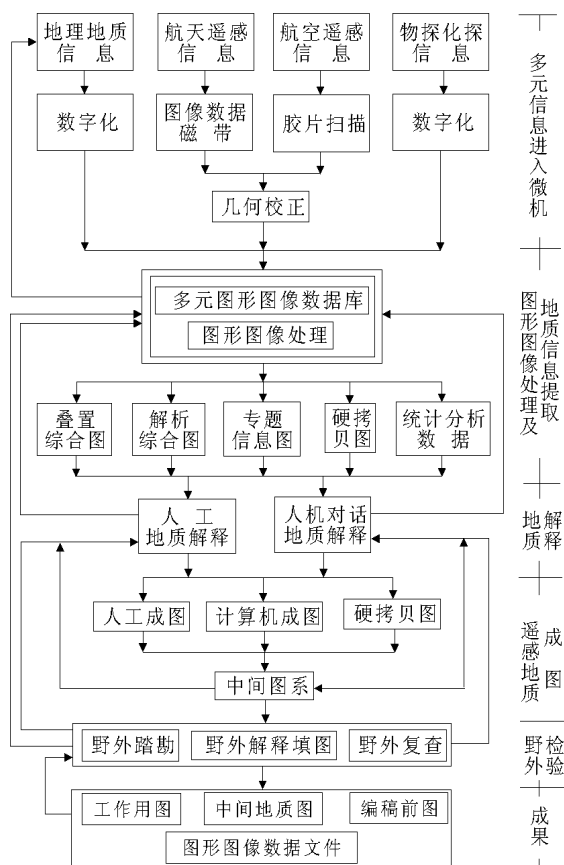 地理地质
信息
航天遥感
信息
航空遥感
信息
物探化探
信息
数字化
图像数据
磁带
胶片扫描
数字化
几何校正
多元信息进入微机
多元图形图像数据库
图形图像处理
图形图像处理及
地质信息提取
叠置
综合图
解析
综合图
专题
信息图
硬拷
贝图
统计分析
数据
人工
地质解释
人机对话
地质解释
地质
解释
人工成图
计算机成图
硬拷贝图
中间图系
遥感地质
成图
野外踏勘
野外解释填图
野外复查
野外
检验
工作用图
中间地质图
编稿前图
图形图像数据文件
成果